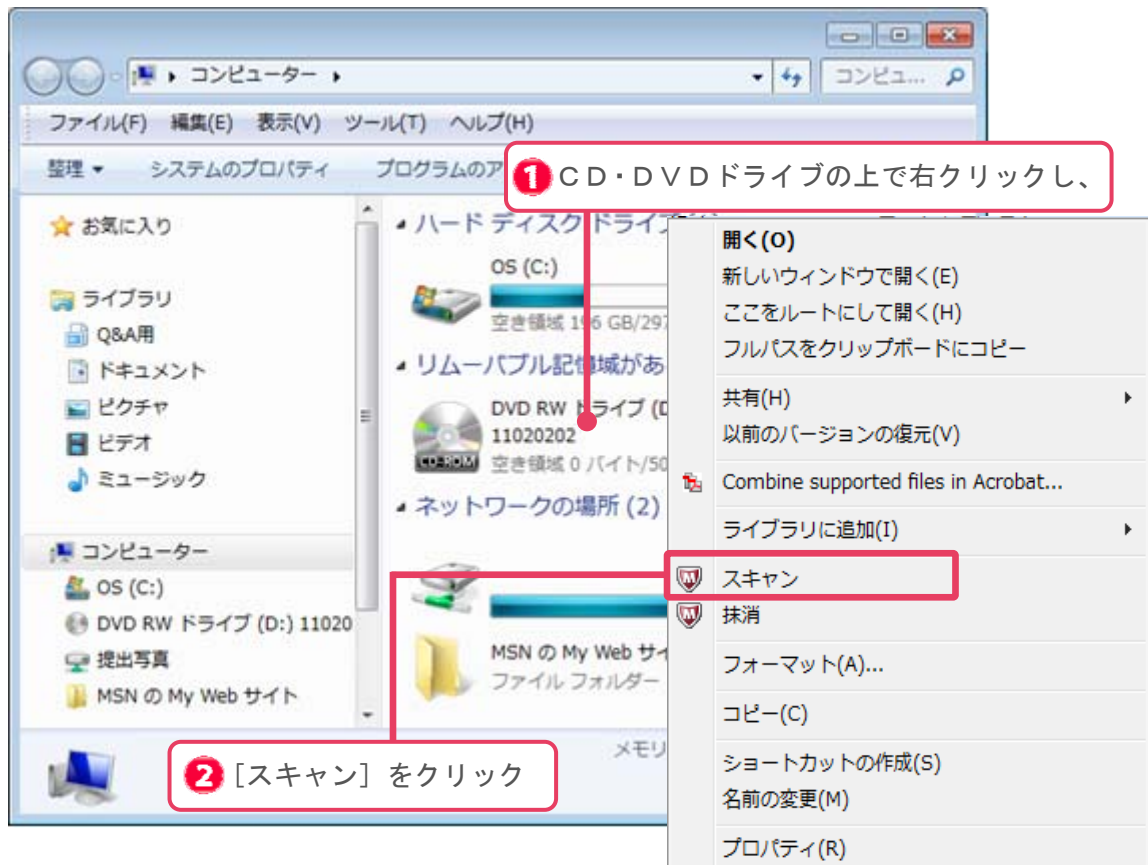 コンピューター
コンピュ...
ファイル(F) 編集(E) 表示(V) ツール(T) ヘルプ(H)
整理 システムのプロパティ プログラムのア
❶ＣＤ・ＤＶＤドライブの上で右クリックし、
お気に入り
ライブラリ
Q&A用
ドキュメント
ピクチャ
ビデオ
ミュージック
コンピューター
OS (C:)
DVD RW ドライブ (D:) 11020
提出写真
MSN の My Web サイト
ハード ディスク ドライブ
OS (C:)
空き領域 196 GB/297
リムーバブル記憶域があ
DVD RW ドライブ (D
11020202
CD-ROM
空き領域 0 バイト/50
ネットワークの場所 (2)
MSN の My Web サイ
ファイル フォルダー
メモリ
開く(O)
新しいウィンドウで開く(E)
ここをルートにして開く(H)
フルパスをクリップボードにコピー
共有(H)
以前のバージョンの復元(V)
Combine supported files in Acrobat...
ライブラリに追加(I)
スキャン
抹消
フォーマット(A)...
コピー(C)
ショートカットの作成(S)
名前の変更(M)
プロパティ(R)
❷［スキャン］をクリック